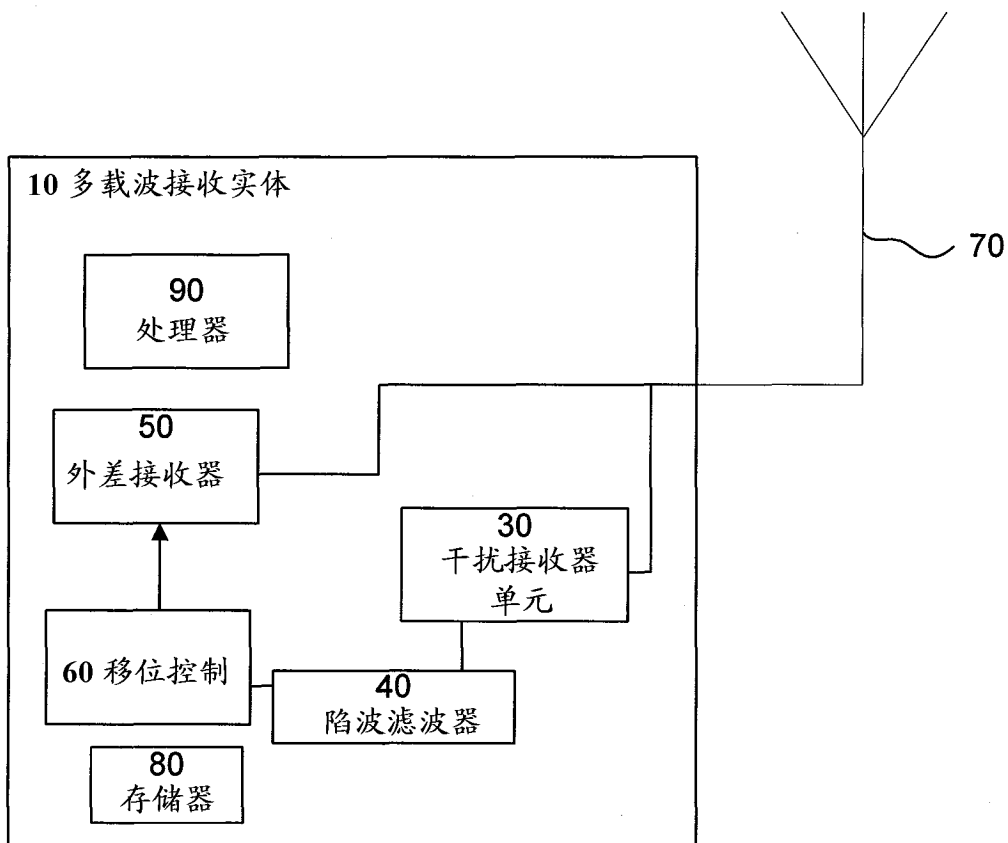 10 多载波接收实体
70
90
处理器
50
外差接收器
30
干扰接收器
单元
60 移位控制
40
陷波滤波器
80
存储器